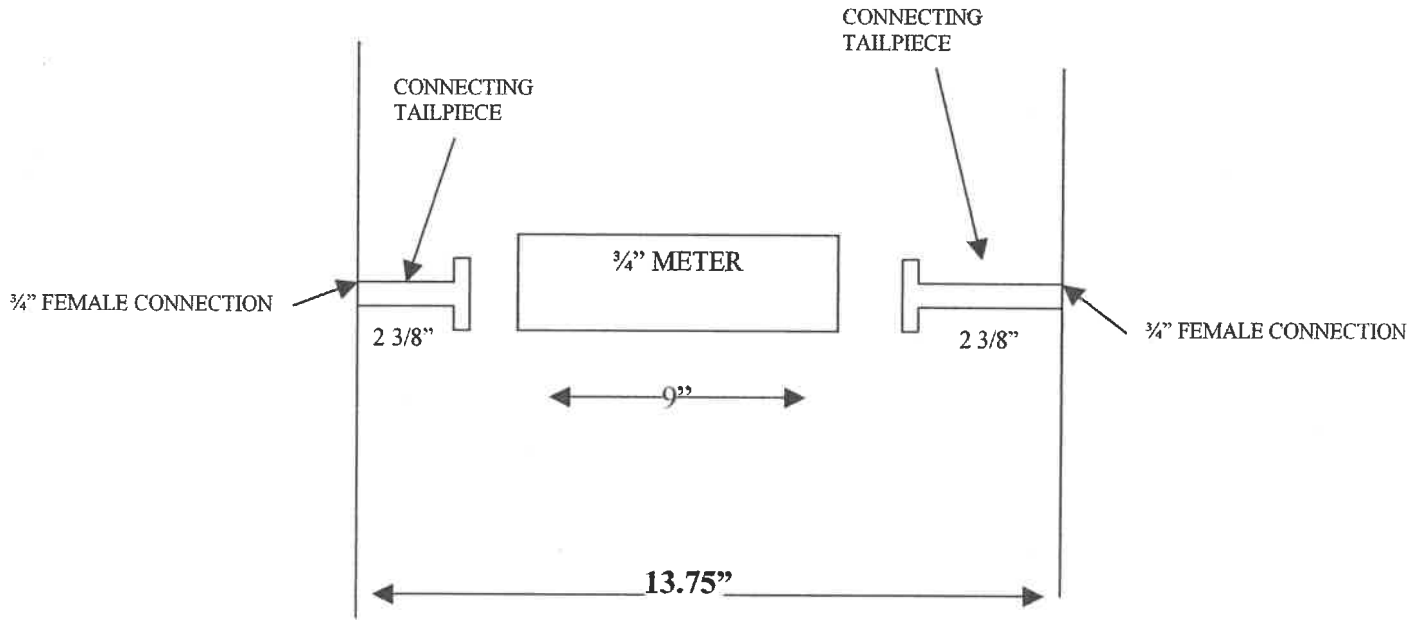 CONNECTING
TAILPIECE
CONNECTING
TAILPIECE
¾” METER
¾” FEMALE CONNECTION
2 3/8”
2 3/8”
¾” FEMALE CONNECTION
9”
13.75”